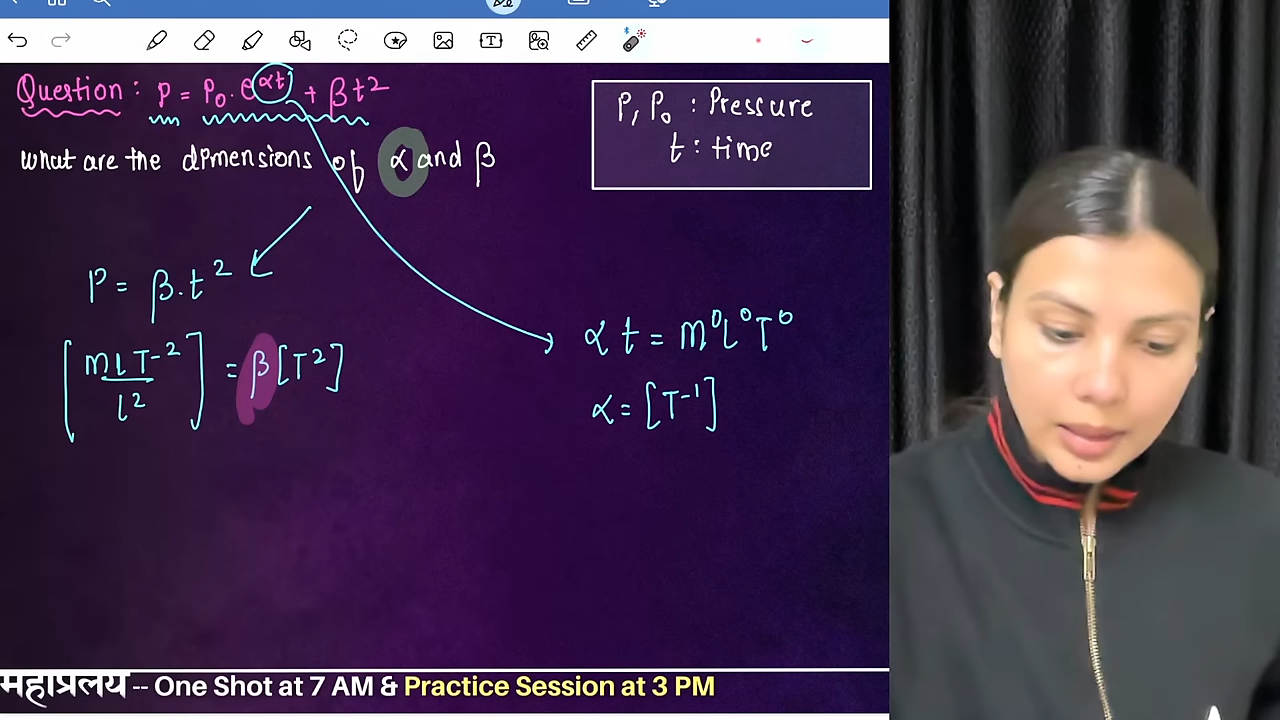 Question : P = P₀ · e^αt + βt²
what are the dimensions of α and β
P, P₀ : Pressure
t : time
P = β.t²
[MLT⁻²/L²] = β[T²]
αt = M⁰L⁰T⁰
α = [T⁻¹]
महाप्रलय -- One Shot at 7 AM & Practice Session at 3 PM